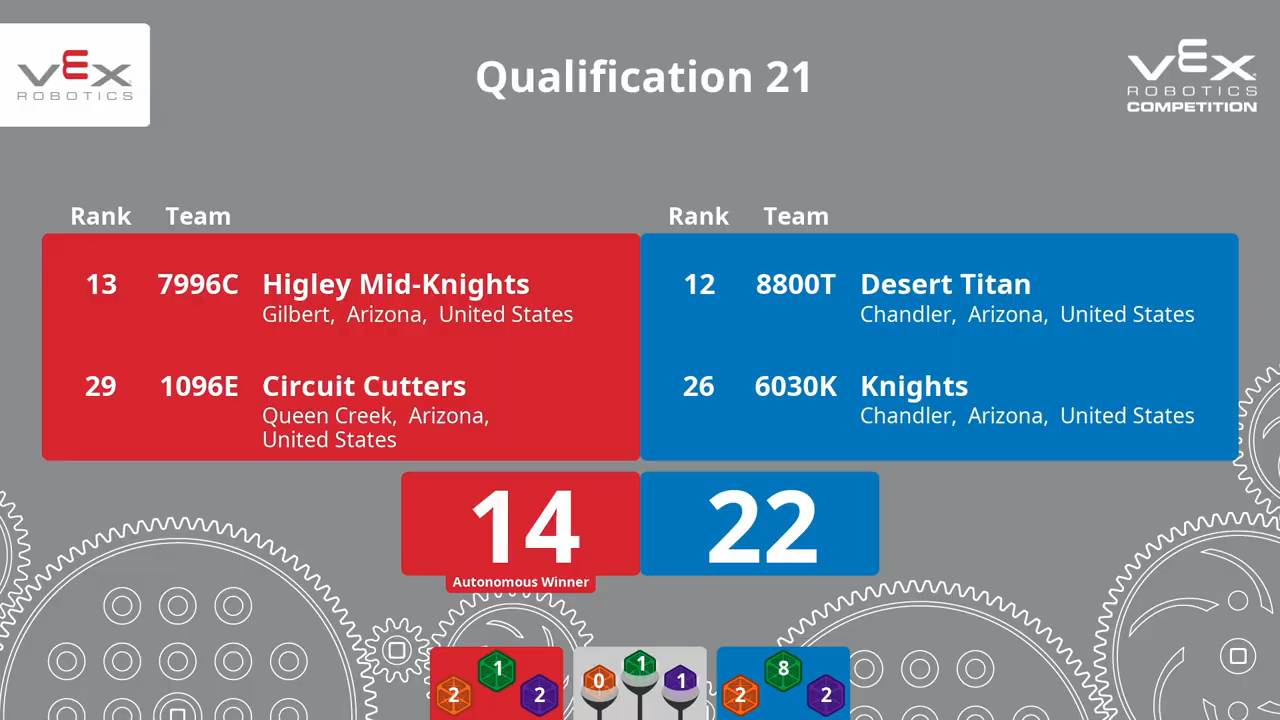 VEX
ROBOTICS
Qualification 21
VEX
ROBOTICS
COMPETITION
Rank Team
Rank Team
13 7996C Higley Mid-Knights
Gilbert, Arizona, United States
29 1096E Circuit Cutters
Queen Creek, Arizona,
United States
12 8800T Desert Titan
Chandler, Arizona, United States
26 6030K Knights
Chandler, Arizona, United States
14
22
Autonomous Winner
2 1 2
0 1 1
2 8 2